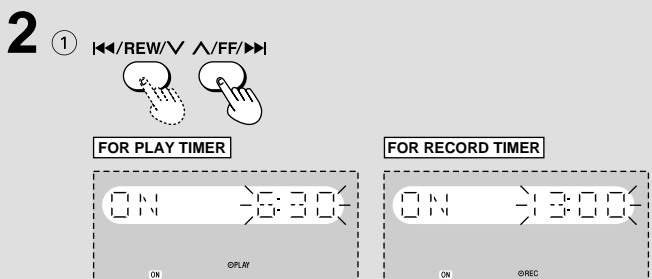 2 ① ⏮/REW/∨ ∧/FF/⏭
FOR PLAY TIMER FOR RECORD TIMER
ON 6:30 ON 13:00
⊙PLAY ⊙REC
ON ON